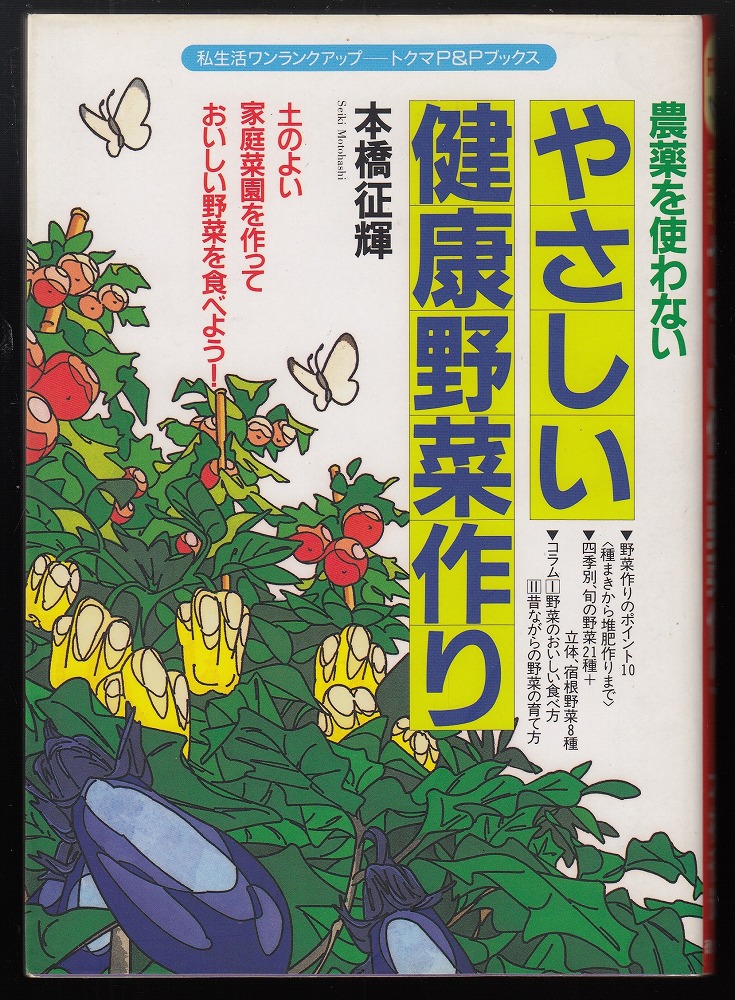 私生活ワンランクアップ──トクマP&Pブックス
農薬を使わない
やさしい
健康野菜作り
本橋征輝
Seiki Motohashi
土のよい
家庭菜園を作って
おいしい野菜を食べよう!
▼野菜作りのポイント10
〈種まきから堆肥作りまで〉
▼四季別、旬の野菜21種+
立体、宿根野菜8種
▼コラムⅠ野菜のおいしい食べ方
Ⅱ昔ながらの野菜の育て方